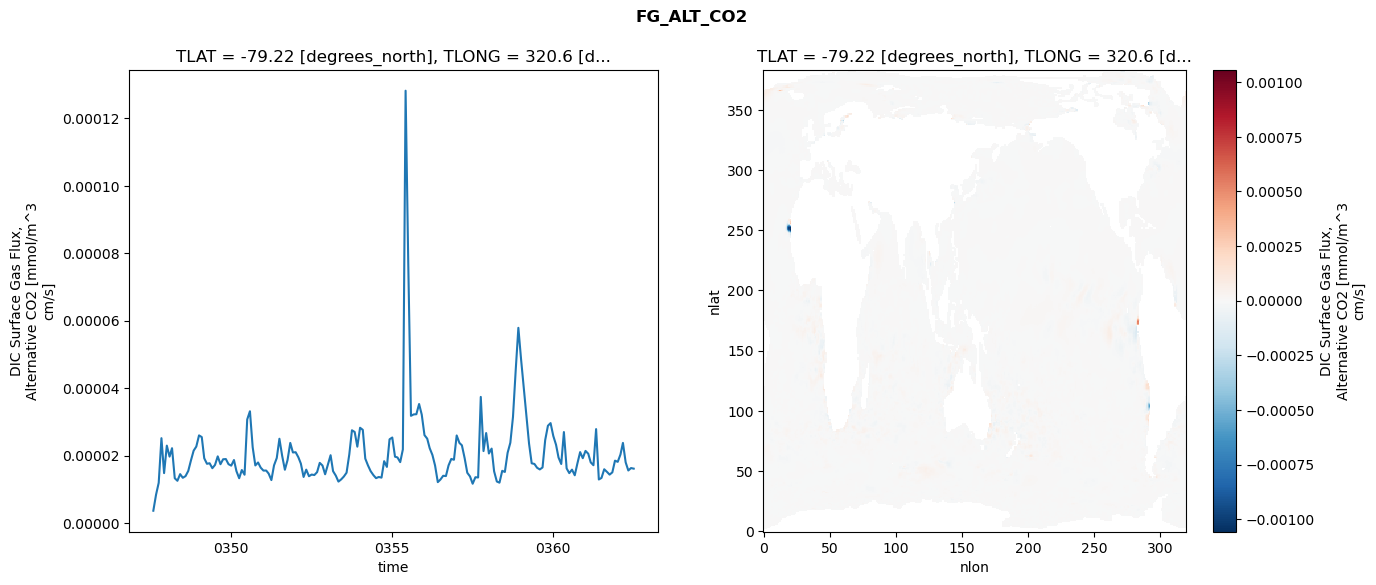 FG_ALT_CO2
TLAT = -79.22 [degrees_north], TLONG = 320.6 [d...
DIC Surface Gas Flux,
Alternative CO2 [mmol/m^3
cm/s]
0.00012
0.00010
0.00008
0.00006
0.00004
0.00002
0.00000
0350
0355
0360
time
TLAT = -79.22 [degrees_north], TLONG = 320.6 [d...
nlat
350
300
250
200
150
100
50
0
0
50
100
150
200
250
300
nlon
0.00100
0.00075
0.00050
0.00025
0.00000
-0.00025
-0.00050
-0.00075
-0.00100
DIC Surface Gas Flux,
Alternative CO2 [mmol/m^3
cm/s]